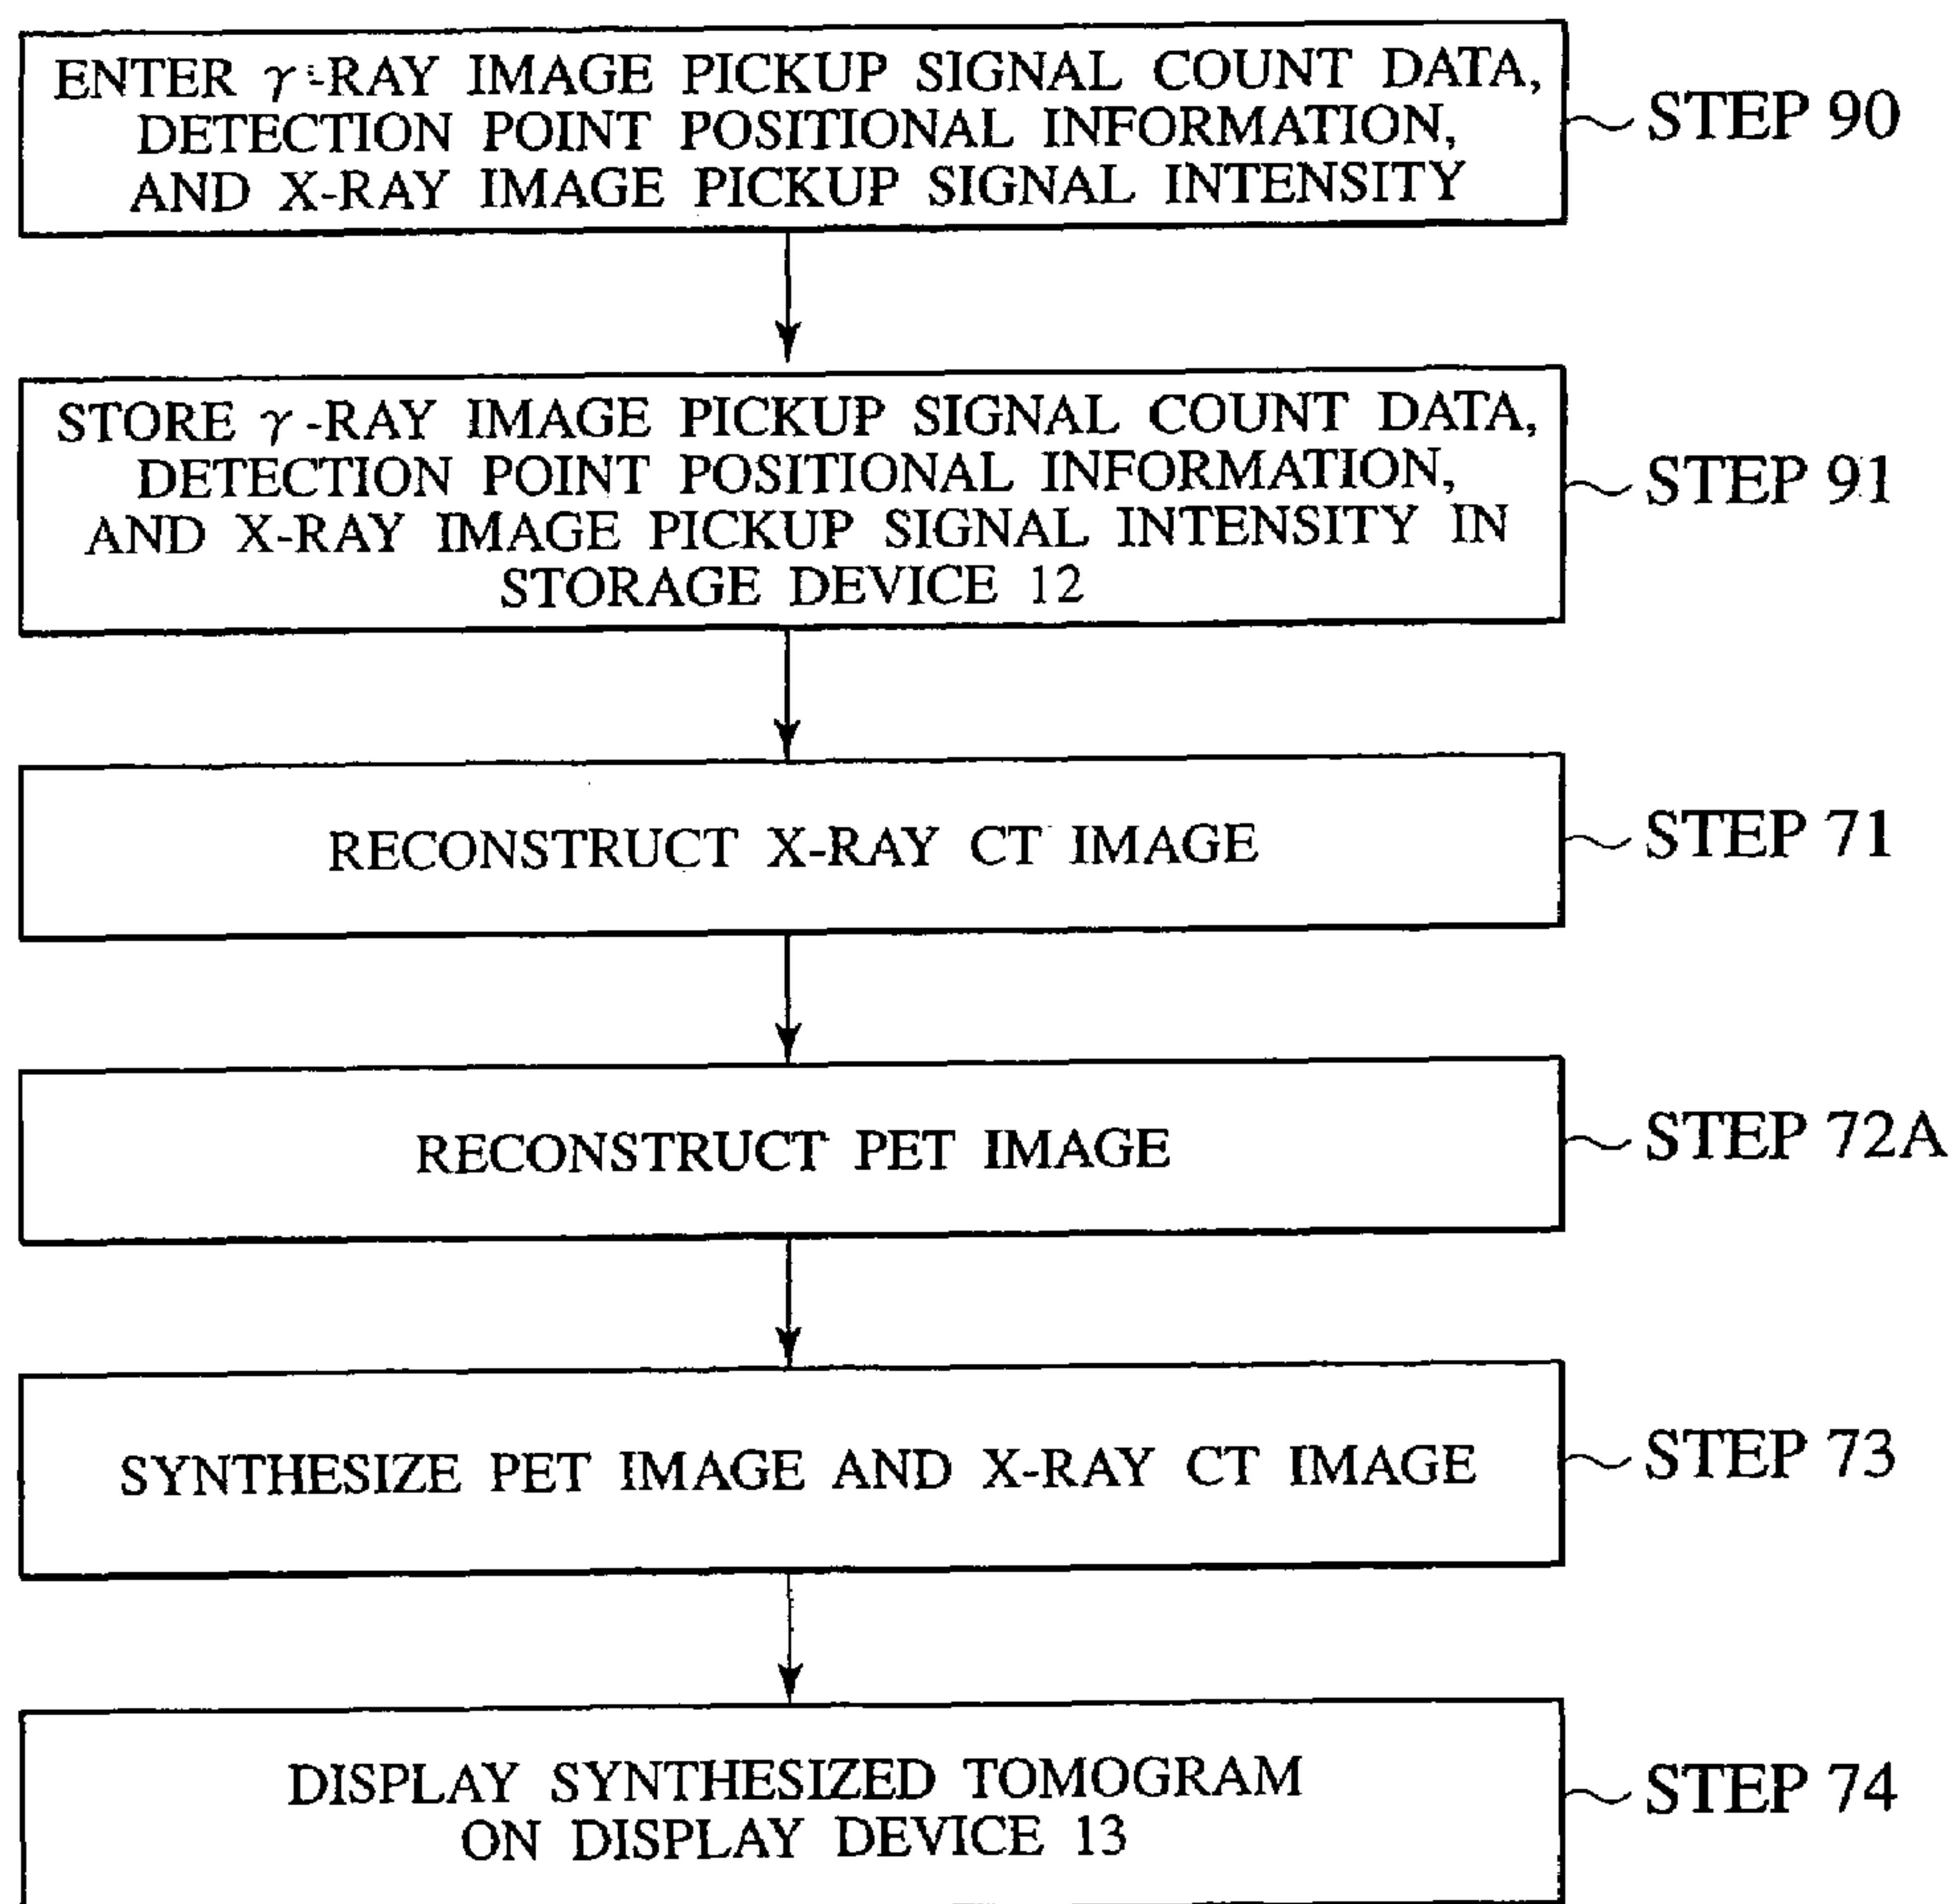 ENTER γ-RAY IMAGE PICKUP SIGNAL COUNT DATA,
DETECTION POINT POSITIONAL INFORMATION,
AND X-RAY IMAGE PICKUP SIGNAL INTENSITY
STEP 90
STORE γ-RAY IMAGE PICKUP SIGNAL COUNT DATA,
DETECTION POINT POSITIONAL INFORMATION,
AND X-RAY IMAGE PICKUP SIGNAL INTENSITY IN
STORAGE DEVICE 12
STEP 91
RECONSTRUCT X-RAY CT IMAGE
STEP 71
RECONSTRUCT PET IMAGE
STEP 72A
SYNTHESIZE PET IMAGE AND X-RAY CT IMAGE
STEP 73
DISPLAY SYNTHESIZED TOMOGRAM
ON DISPLAY DEVICE 13
STEP 74